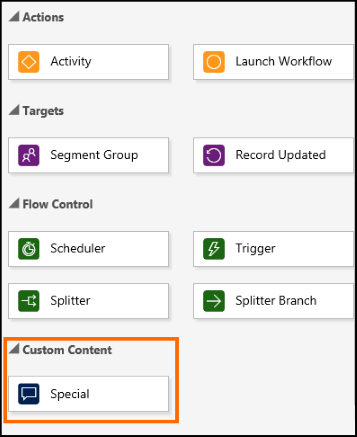 Actions
Activity Launch Workflow
Targets
Segment Group Record Updated
Flow Control
Scheduler Trigger
Splitter Splitter Branch
Custom Content
Special